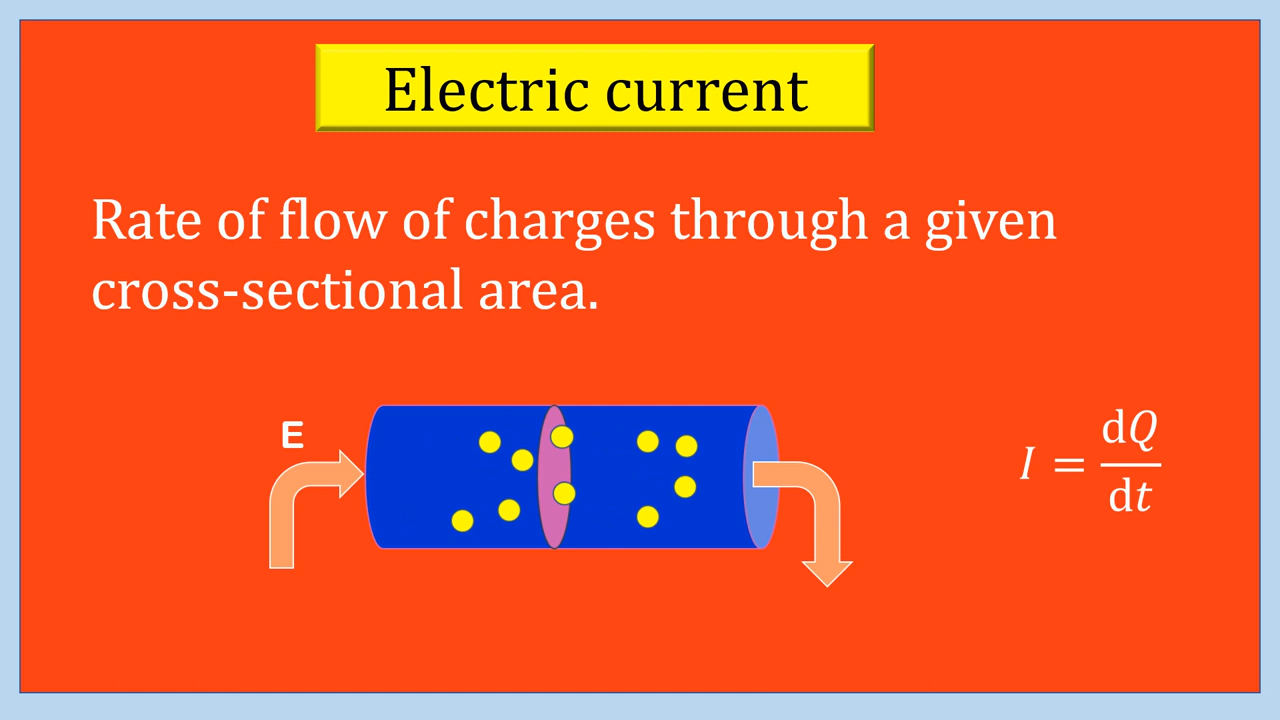 Electric current
Rate of flow of charges through a given
cross-sectional area.
E
I = dQ/dt